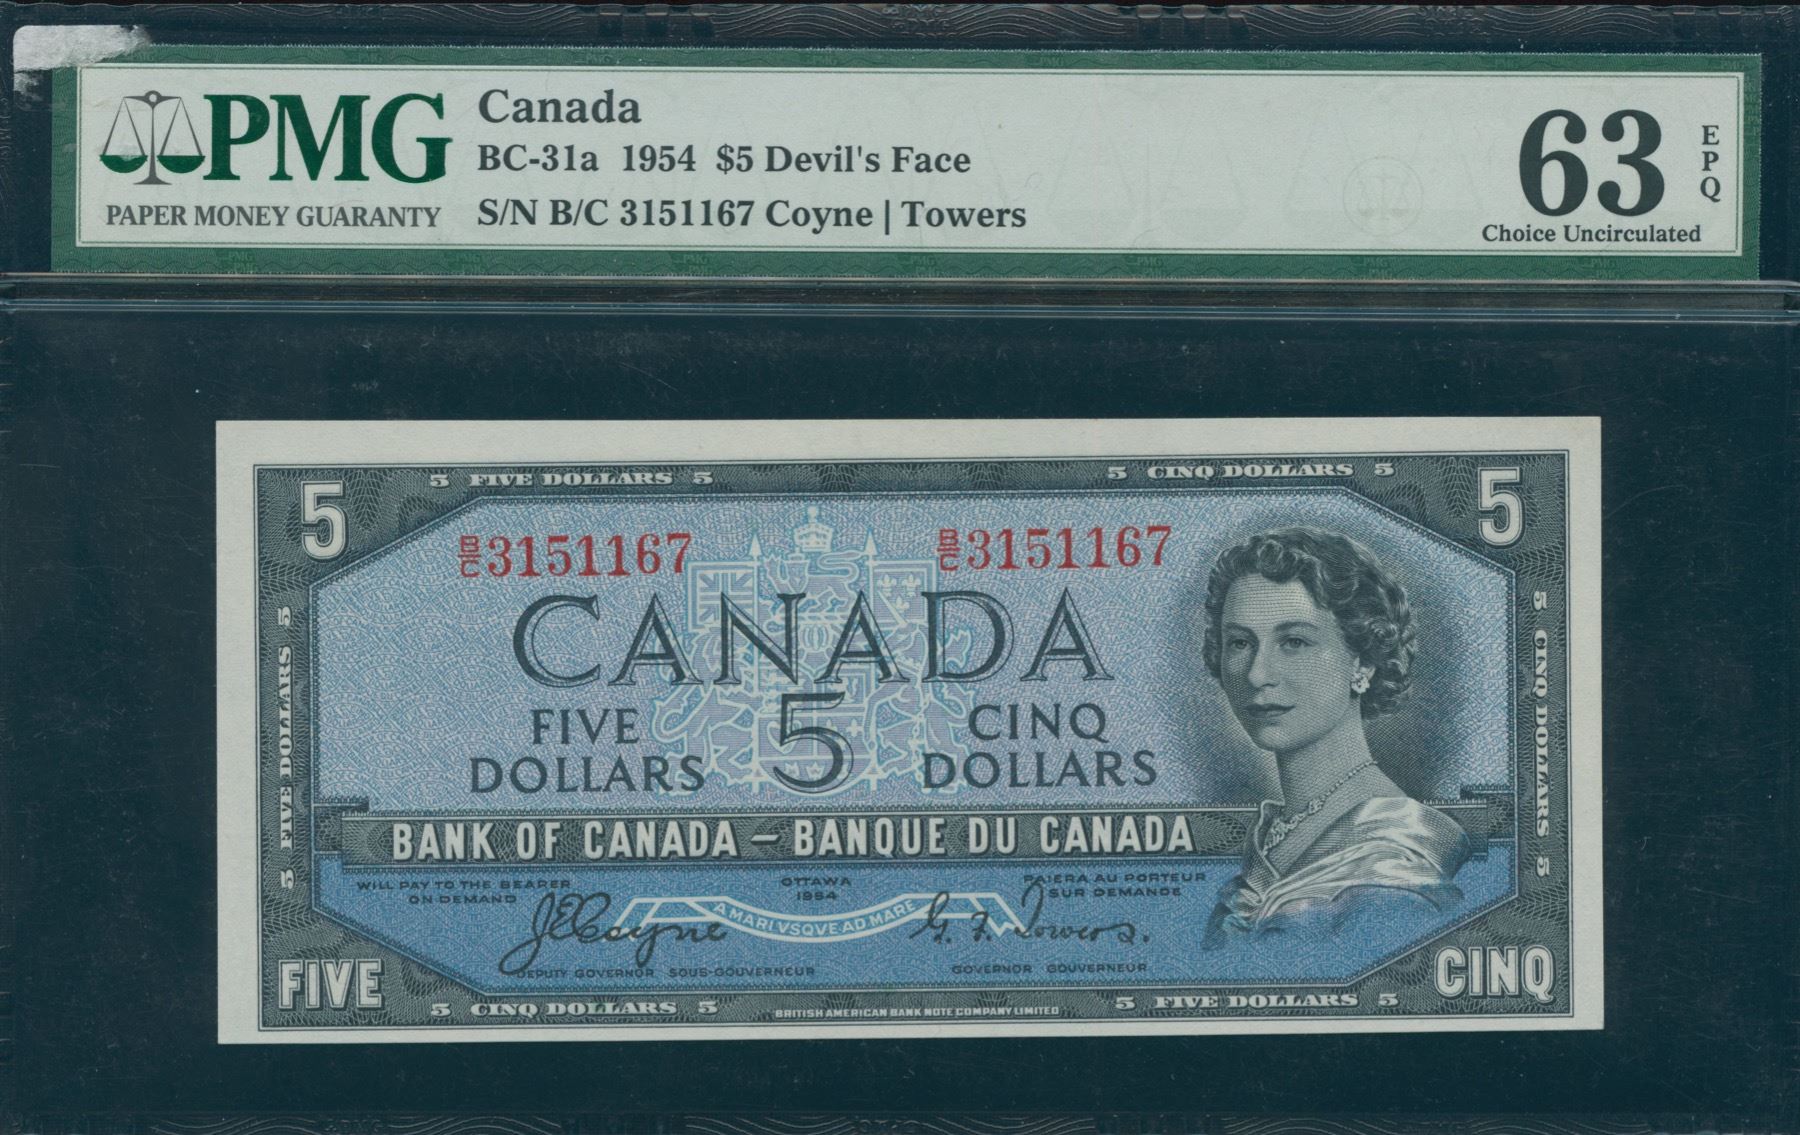 PMG
PAPER MONEY GUARANTY
Canada
BC-31a 1954 $5 Devil's Face
S/N B/C 3151167 Coyne | Towers
63
EPQ
Choice Uncirculated
5 5 FIVE DOLLARS 5 5 CINQ DOLLARS 5 5
B/C 3151167 B/C 3151167
CANADA
FIVE DOLLARS 5 CINQ DOLLARS
5 FIVE DOLLARS 5
5 CINQ DOLLARS 5
BANK OF CANADA – BANQUE DU CANADA
WILL PAY TO THE BEARER ON DEMAND
OTTAWA
1954
PAIERA AU PORTEUR SUR DEMANDE
A MARI VSQVE AD MARE
J.E. Coyne
G. F. Towers.
DEPUTY GOVERNOR SOUS-GOUVERNEUR
GOVERNOR GOUVERNEUR
FIVE CINQ
5 CINQ DOLLARS 5 BRITISH AMERICAN BANK NOTE COMPANY LIMITED 5 FIVE DOLLARS 5